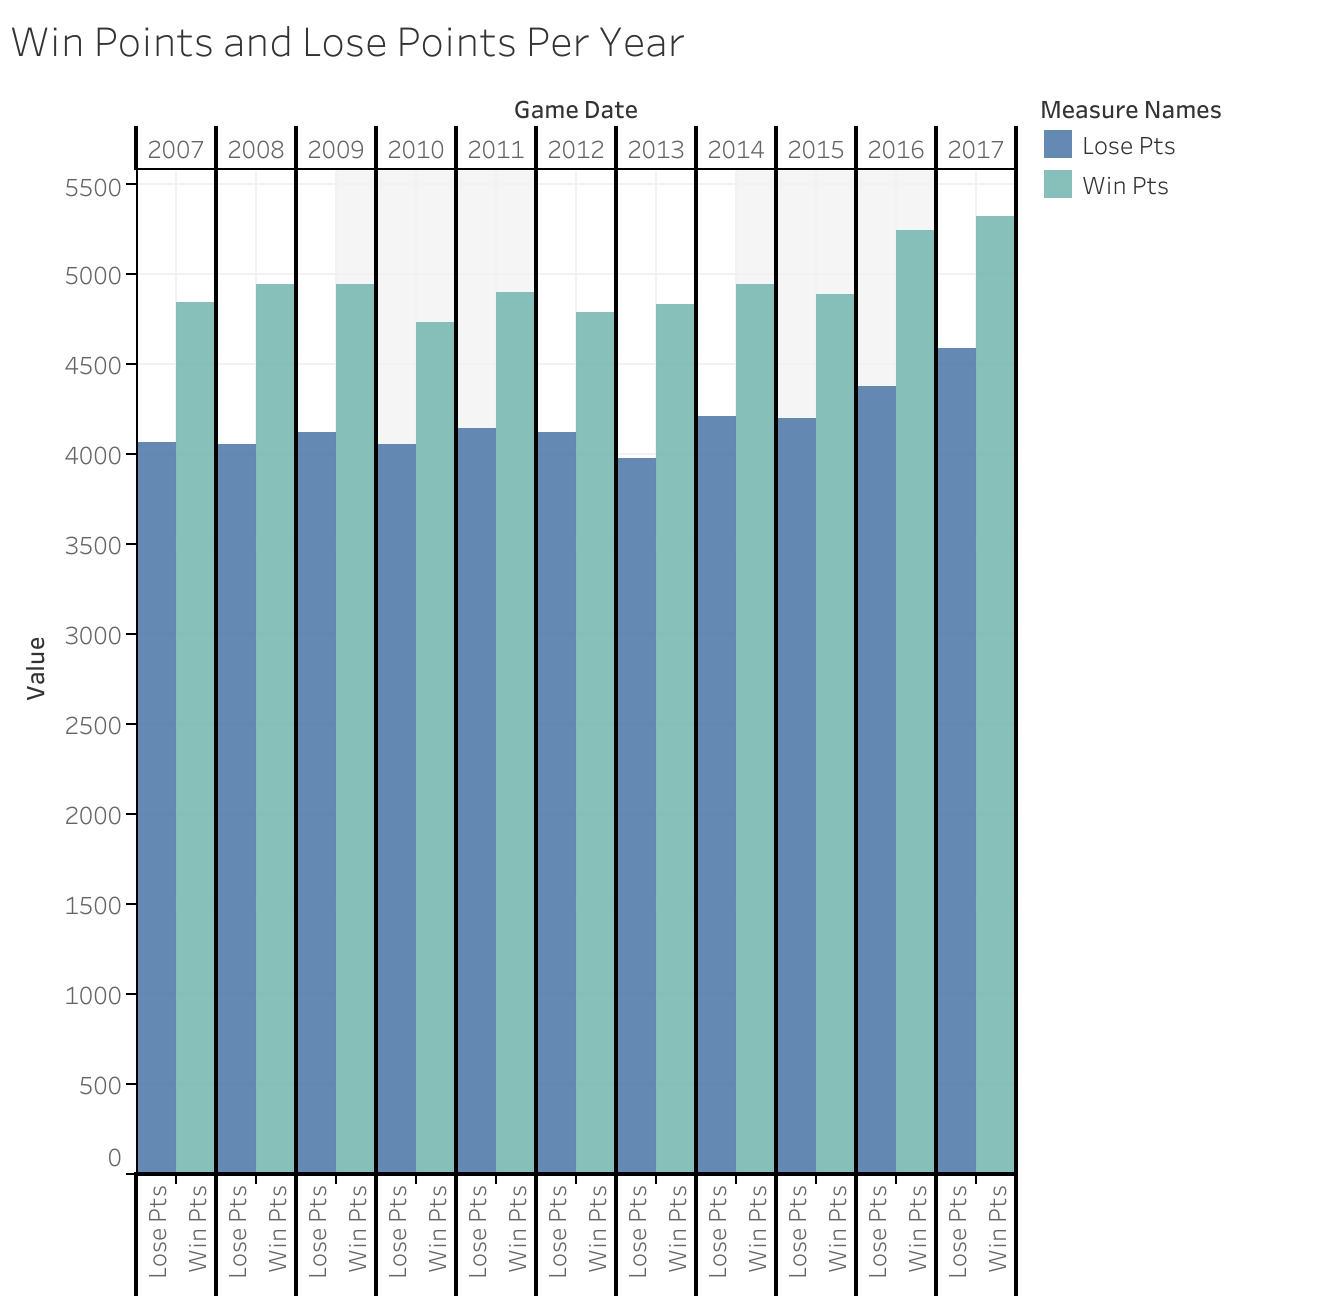 Win Points and Lose Points Per Year
Game Date
2007 2008 2009 2010 2011 2012 2013 2014 2015 2016 2017
Measure Names
Lose Pts
Win Pts
5500
5000
4500
4000
3500
3000
2500
2000
1500
1000
500
0
Value
Lose Pts Win Pts Lose Pts Win Pts Lose Pts Win Pts Lose Pts Win Pts Lose Pts Win Pts Lose Pts Win Pts Lose Pts Win Pts Lose Pts Win Pts Lose Pts Win Pts Lose Pts Win Pts Lose Pts Win Pts